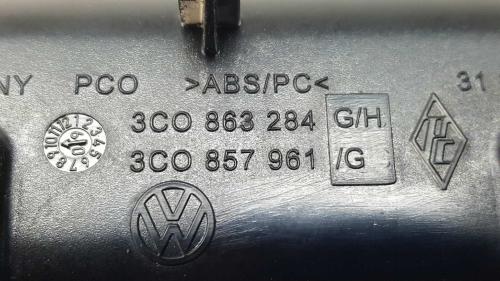 NY PCO >ABS/PC< 31
3C0 863 284 G/H
3C0 857 961 /G